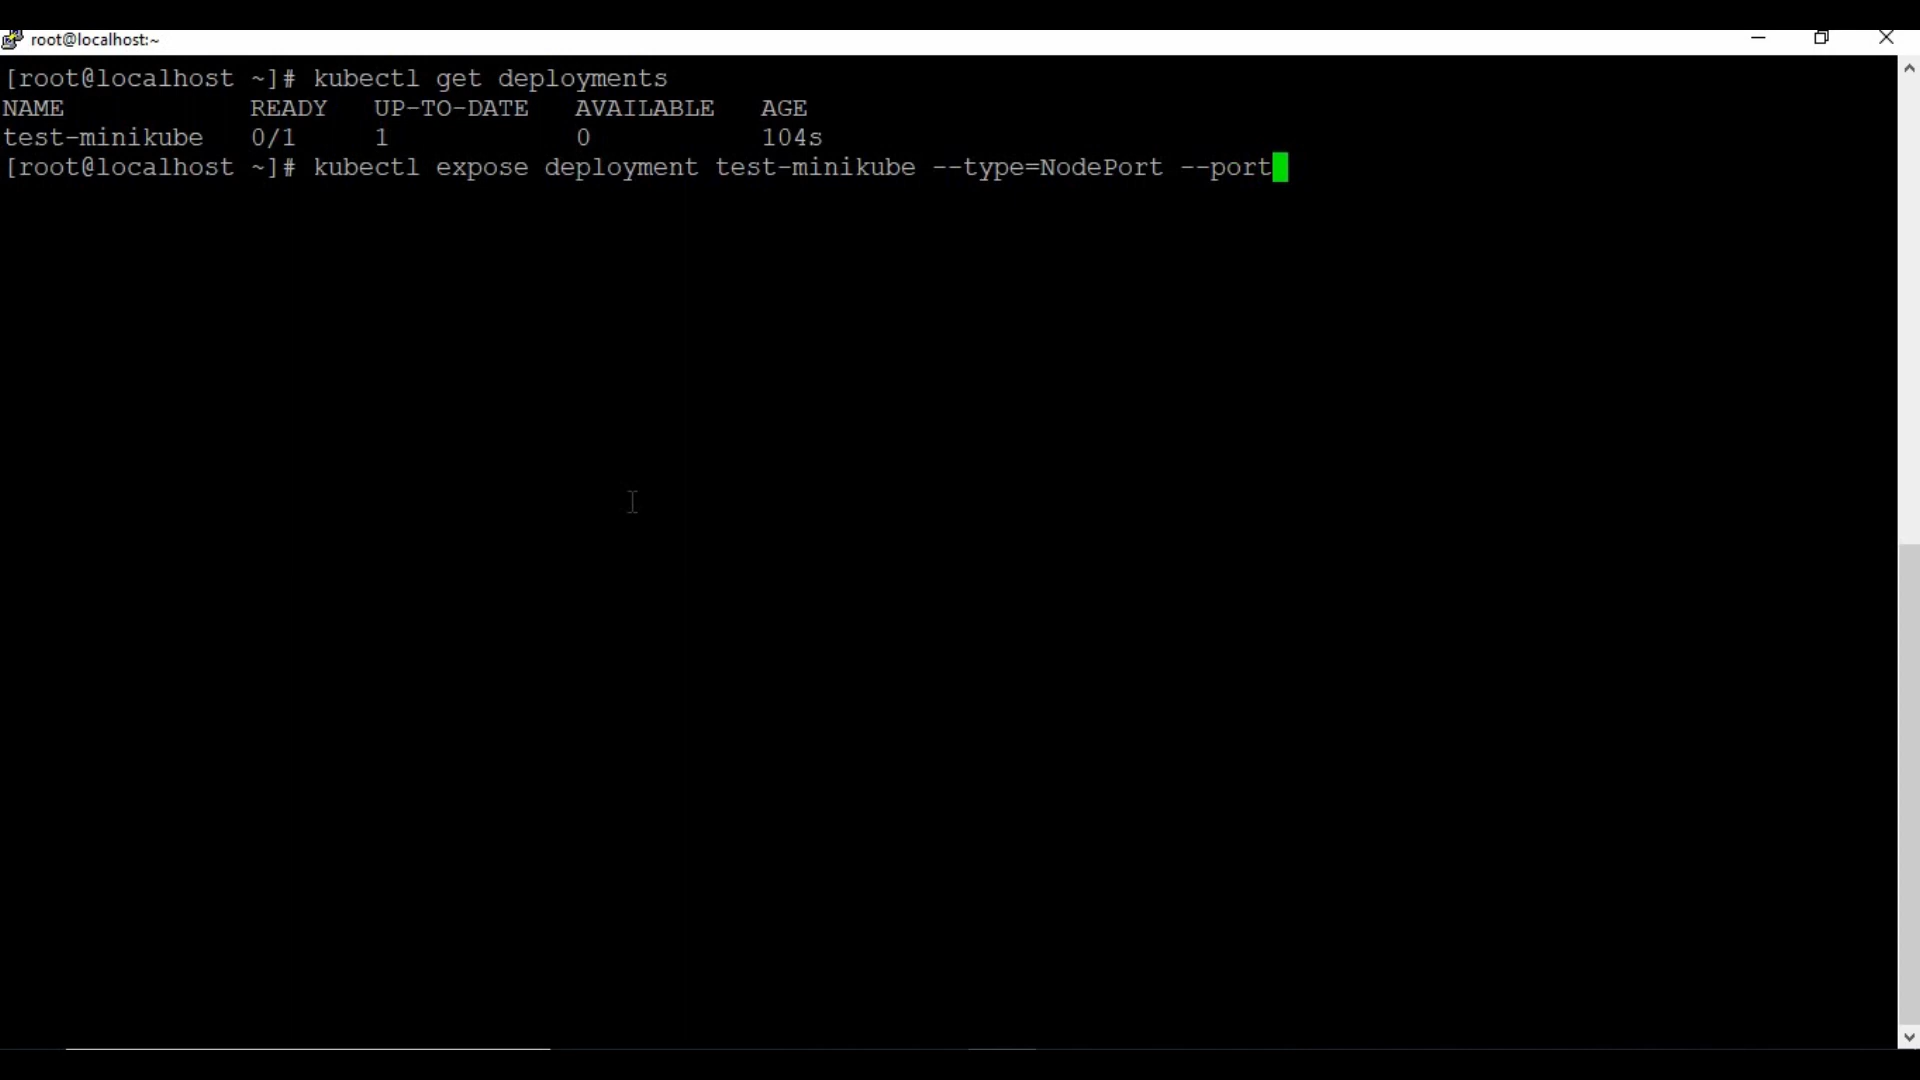 root@localhost:~
[root@localhost ~]# kubectl get deployments
NAME            READY   UP-TO-DATE   AVAILABLE   AGE
test-minikube   0/1     1            0           104s
[root@localhost ~]# kubectl expose deployment test-minikube --type=NodePort --port